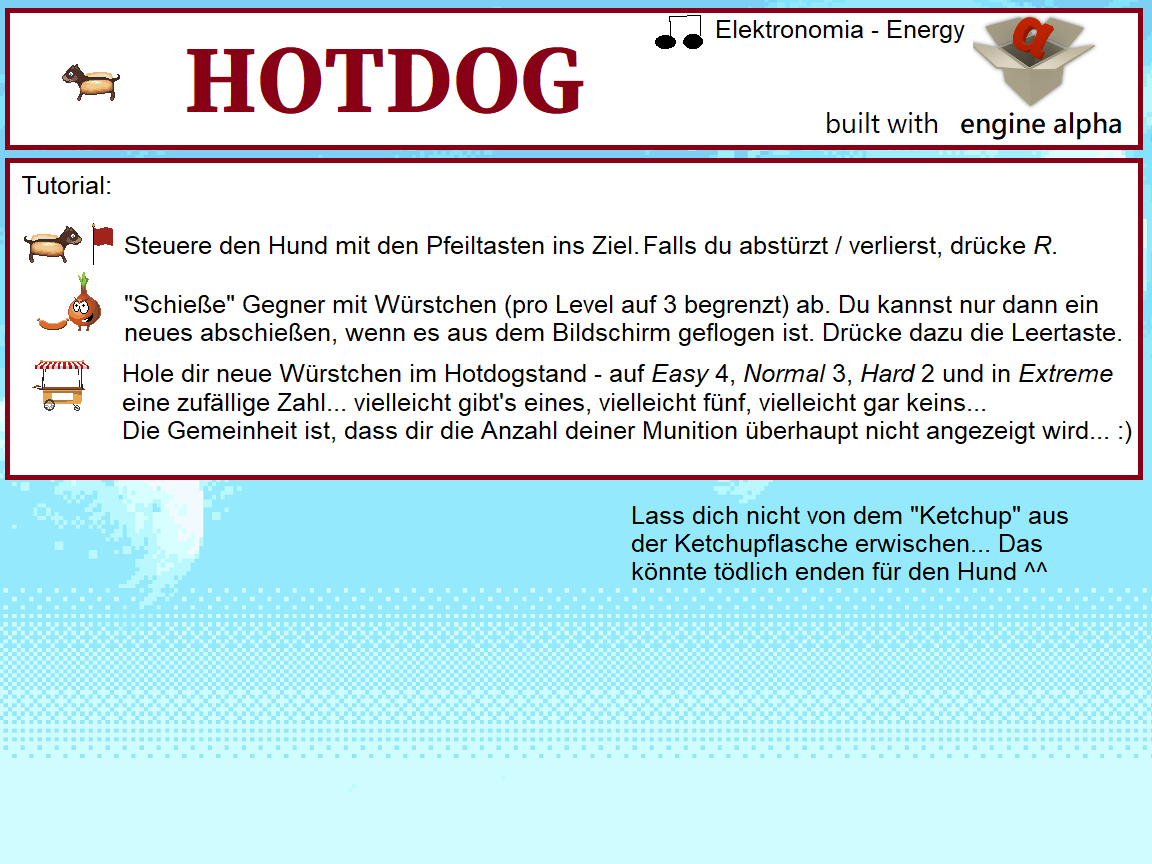 HOTDOG
Elektronomia - Energy
α
built with engine alpha
Tutorial:
Steuere den Hund mit den Pfeiltasten ins Ziel. Falls du abstürzt / verlierst, drücke R.
"Schieße" Gegner mit Würstchen (pro Level auf 3 begrenzt) ab. Du kannst nur dann ein
neues abschießen, wenn es aus dem Bildschirm geflogen ist. Drücke dazu die Leertaste.
Hole dir neue Würstchen im Hotdogstand - auf Easy 4, Normal 3, Hard 2 und in Extreme
eine zufällige Zahl... vielleicht gibt's eines, vielleicht fünf, vielleicht gar keins...
Die Gemeinheit ist, dass dir die Anzahl deiner Munition überhaupt nicht angezeigt wird... :)
Lass dich nicht von dem "Ketchup" aus
der Ketchupflasche erwischen... Das
könnte tödlich enden für den Hund ^^